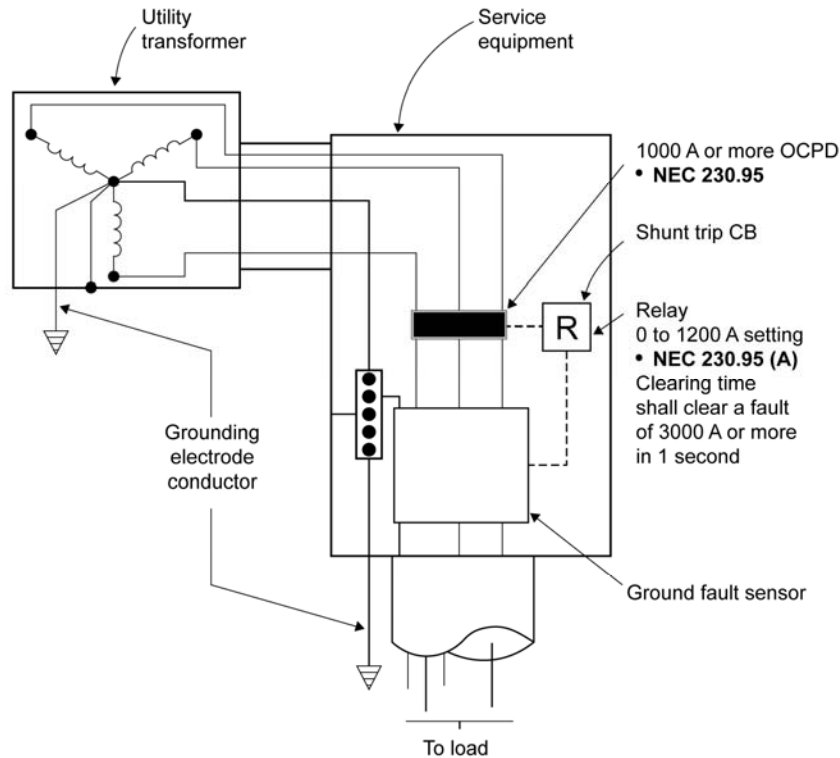 Utility
transformer
Service
equipment
1000 A or more OCPD
• NEC 230.95
Shunt trip CB
R
Relay
0 to 1200 A setting
• NEC 230.95 (A)
Clearing time
shall clear a fault
of 3000 A or more
in 1 second
Grounding
electrode
conductor
Ground fault sensor
To load